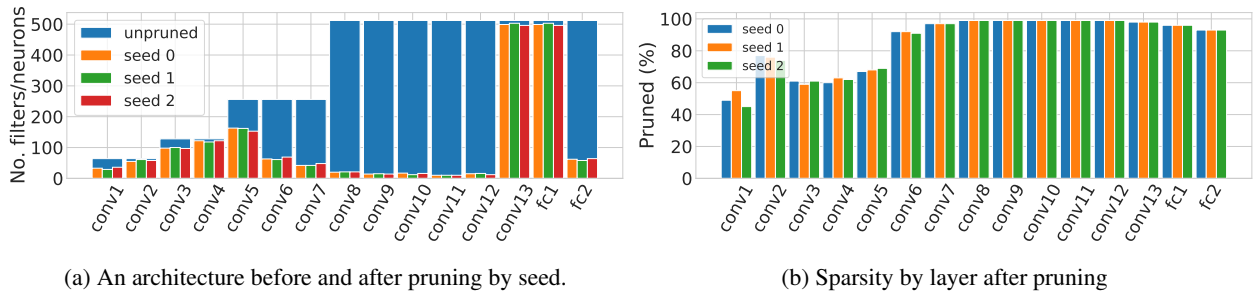 No. filters/neurons
500
400
300
200
100
0
unpruned
seed 0
seed 1
seed 2
conv1
conv2
conv3
conv4
conv5
conv6
conv7
conv8
conv9
conv10
conv11
conv12
conv13
fc1
fc2
(a) An architecture before and after pruning by seed.
Pruned (%)
100
80
60
40
20
0
seed 0
seed 1
seed 2
conv1
conv2
conv3
conv4
conv5
conv6
conv7
conv8
conv9
conv10
conv11
conv12
conv13
fc1
fc2
(b) Sparsity by layer after pruning